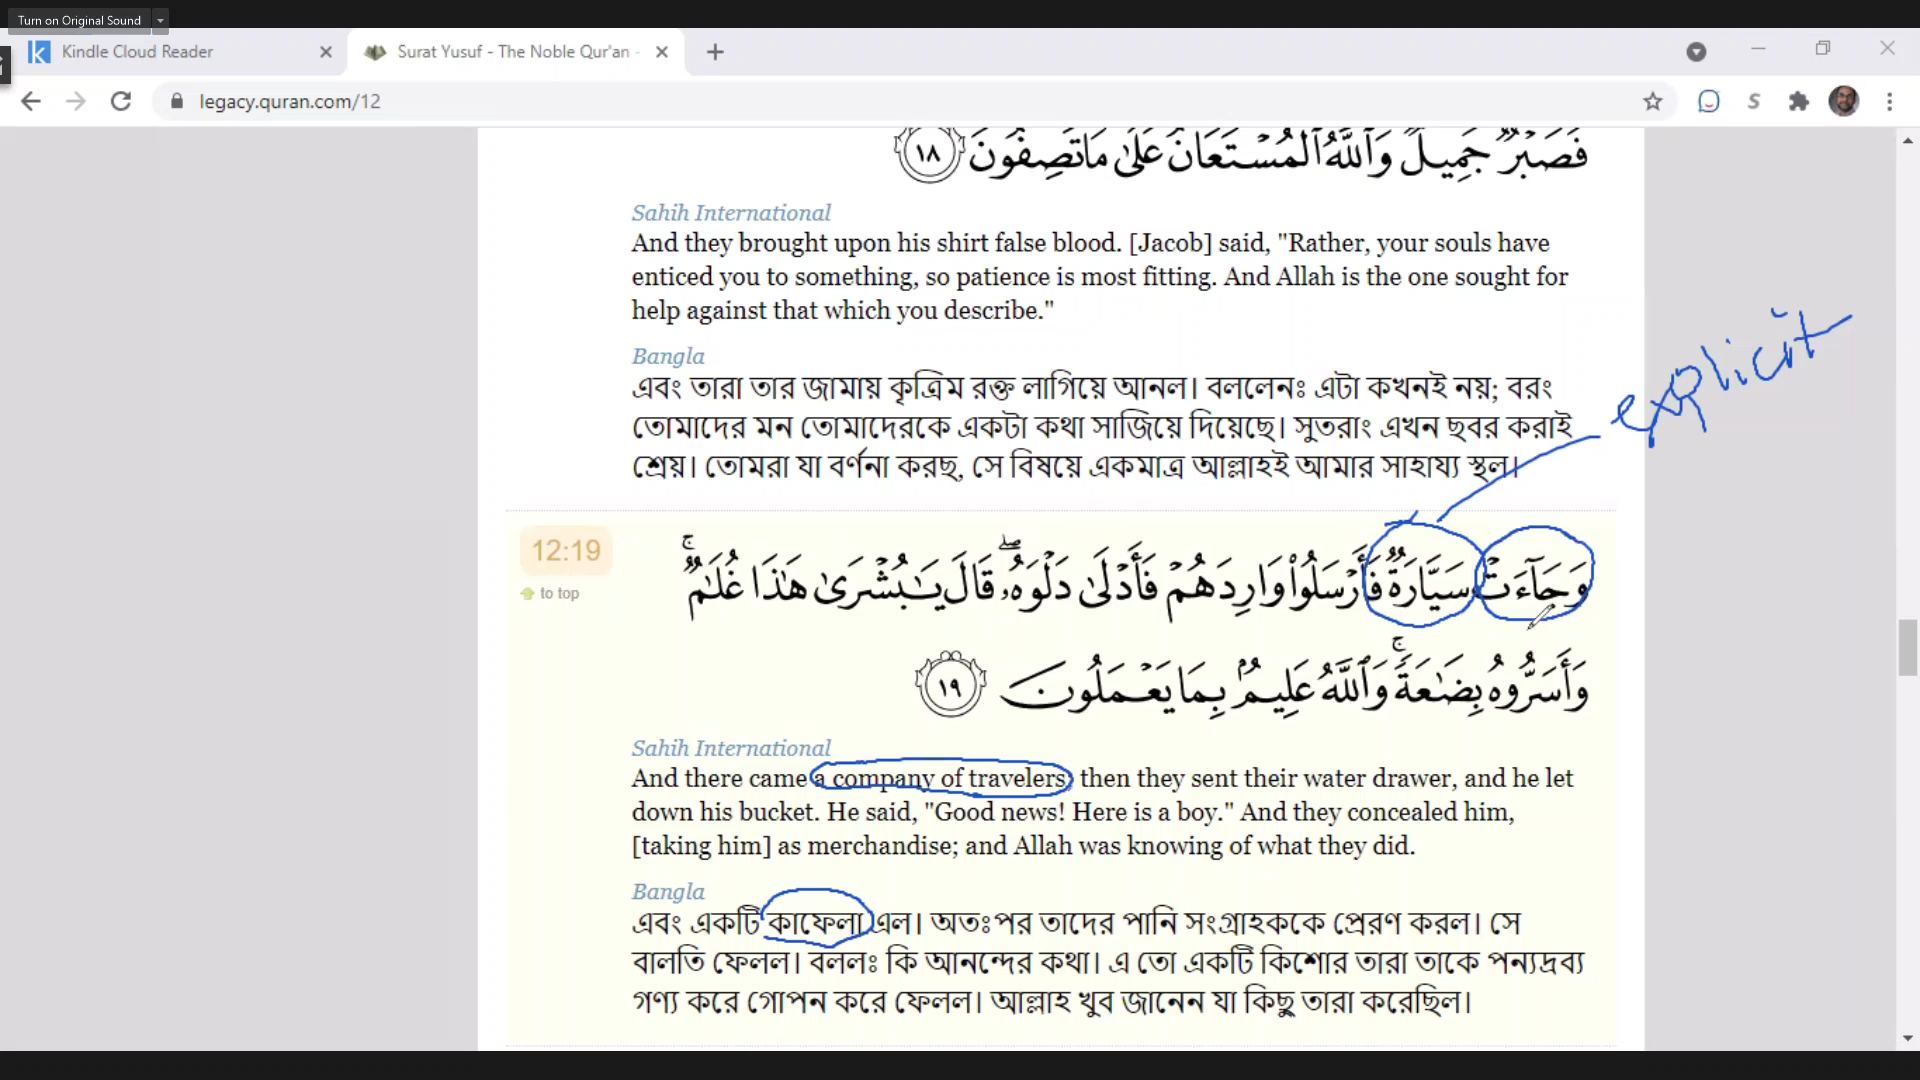 Turn on Original Sound
Kindle Cloud Reader
Surat Yusuf - The Noble Qur'an -
legacy.quran.com/12
فَصَبْرٌ جَمِيلٌ وَٱللَّهُ ٱلْمُسْتَعَانُ عَلَىٰ مَا تَصِفُونَ ١٨
Sahih International
And they brought upon his shirt false blood. [Jacob] said, "Rather, your souls have
enticed you to something, so patience is most fitting. And Allah is the one sought for
help against that which you describe."
explicit
Bangla
এবং তারা তার জামায় কৃত্রিম রক্ত লাগিয়ে আনল। বললেনঃ এটা কখনই নয়; বরং
তোমাদের মন তোমাদেরকে একটা কথা সাজিয়ে দিয়েছে। সুতরাং এখন ছবর করাই
শ্রেয়। তোমরা যা বর্ণনা করছ, সে বিষয়ে একমাত্র আল্লাহই আমার সাহায্য স্থল।
12:19
to top
وَجَآءَتْ سَيَّارَةٌ فَأَرْسَلُوا۟ وَارِدَهُمْ فَأَدْلَىٰ دَلْوَهُۥ ۖ قَالَ يَـٰبُشْرَىٰ هَـٰذَا غُلَـٰمٌ ۚ
وَأَسَرُّوهُ بِضَـٰعَةً ۚ وَٱللَّهُ عَلِيمٌۢ بِمَا يَعْمَلُونَ ١٩
Sahih International
And there came a company of travelers; then they sent their water drawer, and he let
down his bucket. He said, "Good news! Here is a boy." And they concealed him,
[taking him] as merchandise; and Allah was knowing of what they did.
Bangla
এবং একটি কাফেলা এল। অতঃপর তাদের পানি সংগ্রাহককে প্রেরণ করল। সে
বালতি ফেলল। বললঃ কি আনন্দের কথা। এ তো একটি কিশোর তারা তাকে পন্যদ্রব্য
গণ্য করে গোপন করে ফেলল। আল্লাহ খুব জানেন যা কিছু তারা করেছিল।